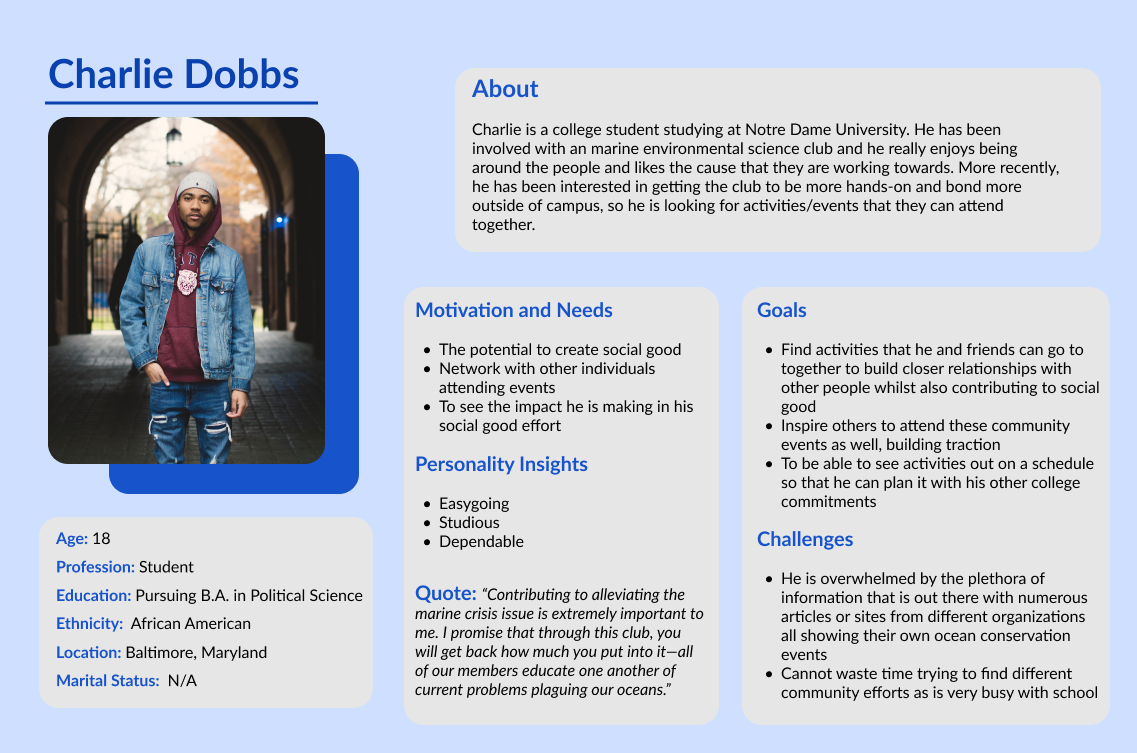 Charlie Dobbs
About
Charlie is a college student studying at Notre Dame University. He has been
involved with an marine environmental science club and he really enjoys being
around the people and likes the cause that they are working towards. More recently,
he has been interested in getting the club to be more hands-on and bond more
outside of campus, so he is looking for activities/events that they can attend
together.
Age: 18
Profession: Student
Education: Pursuing B.A. in Political Science
Ethnicity: African American
Location: Baltimore, Maryland
Marital Status: N/A
Motivation and Needs
• The potential to create social good
• Network with other individuals
attending events
• To see the impact he is making in his
social good effort
Personality Insights
• Easygoing
• Studious
• Dependable
Quote: “Contributing to alleviating the
marine crisis issue is extremely important to
me. I promise that through this club, you
will get back how much you put into it—all
of our members educate one another of
current problems plaguing our oceans.”
Goals
• Find activities that he and friends can go to
together to build closer relationships with
other people whilst also contributing to social
good
• Inspire others to attend these community
events as well, building traction
• To be able to see activities out on a schedule
so that he can plan it with his other college
commitments
Challenges
• He is overwhelmed by the plethora of
information that is out there with numerous
articles or sites from different organizations
all showing their own ocean conservation
events
• Cannot waste time trying to find different
community efforts as is very busy with school